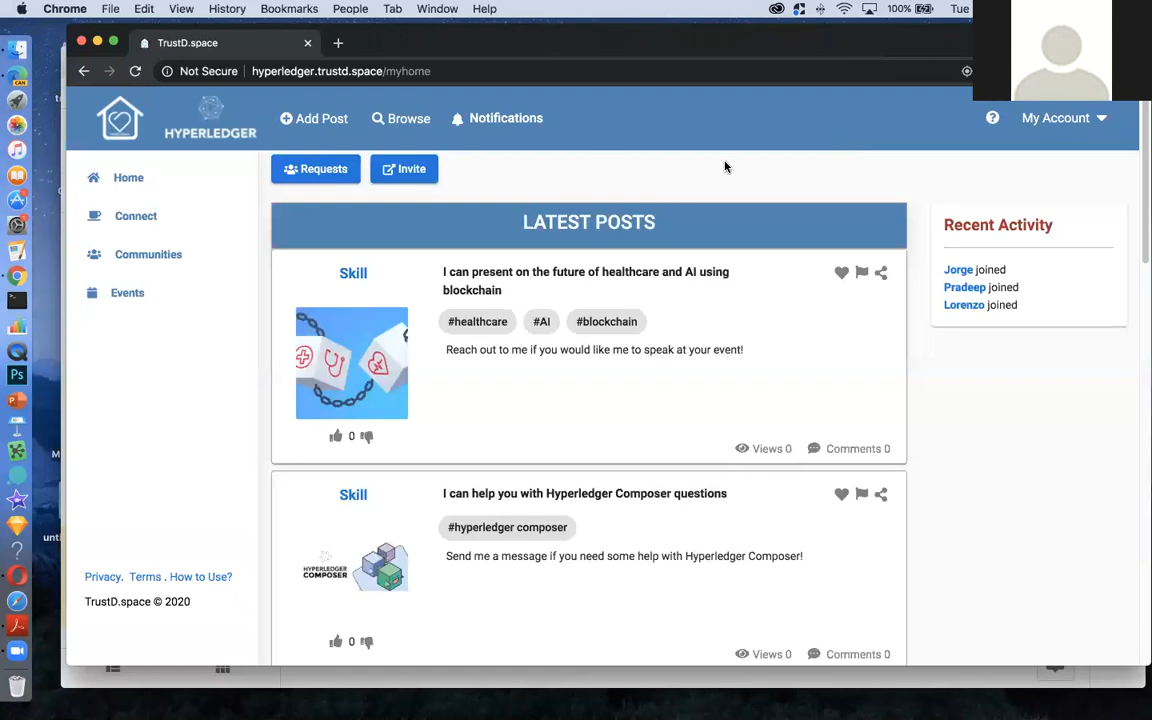 Chrome File Edit View History Bookmarks People Tab Window Help 100% Tue
TrustD.space
Not Secure hyperledger.trustd.space/myhome
HYPERLEDGER
Add Post Browse Notifications My Account
Home
Connect
Communities
Events
Requests Invite
LATEST POSTS
Skill
I can present on the future of healthcare and AI using
blockchain
#healthcare #AI #blockchain
Reach out to me if you would like me to speak at your event!
0
Views 0 Comments 0
Skill
I can help you with Hyperledger Composer questions
#hyperledger composer
HYPERLEDGER
COMPOSER
Send me a message if you need some help with Hyperledger Composer!
0
Views 0 Comments 0
Recent Activity
Jorge joined
Pradeep joined
Lorenzo joined
Privacy. Terms . How to Use?
TrustD.space © 2020
CAN
Ps
M
unti